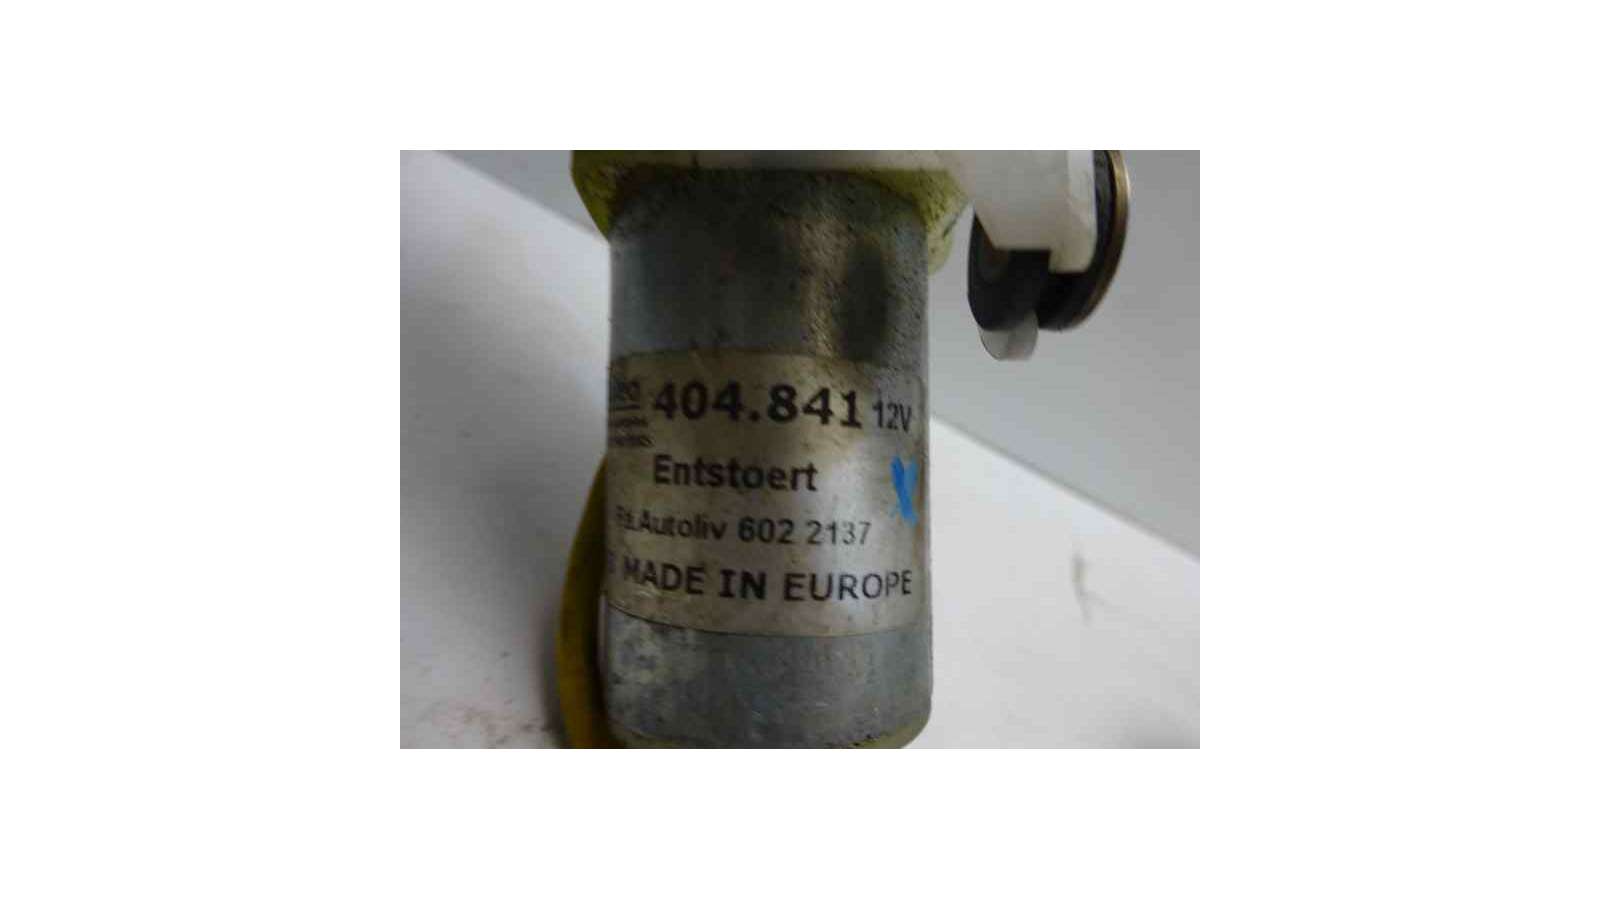 404.841 12V
Entstoert
Autoliv 602 2137
MADE IN EUROPE